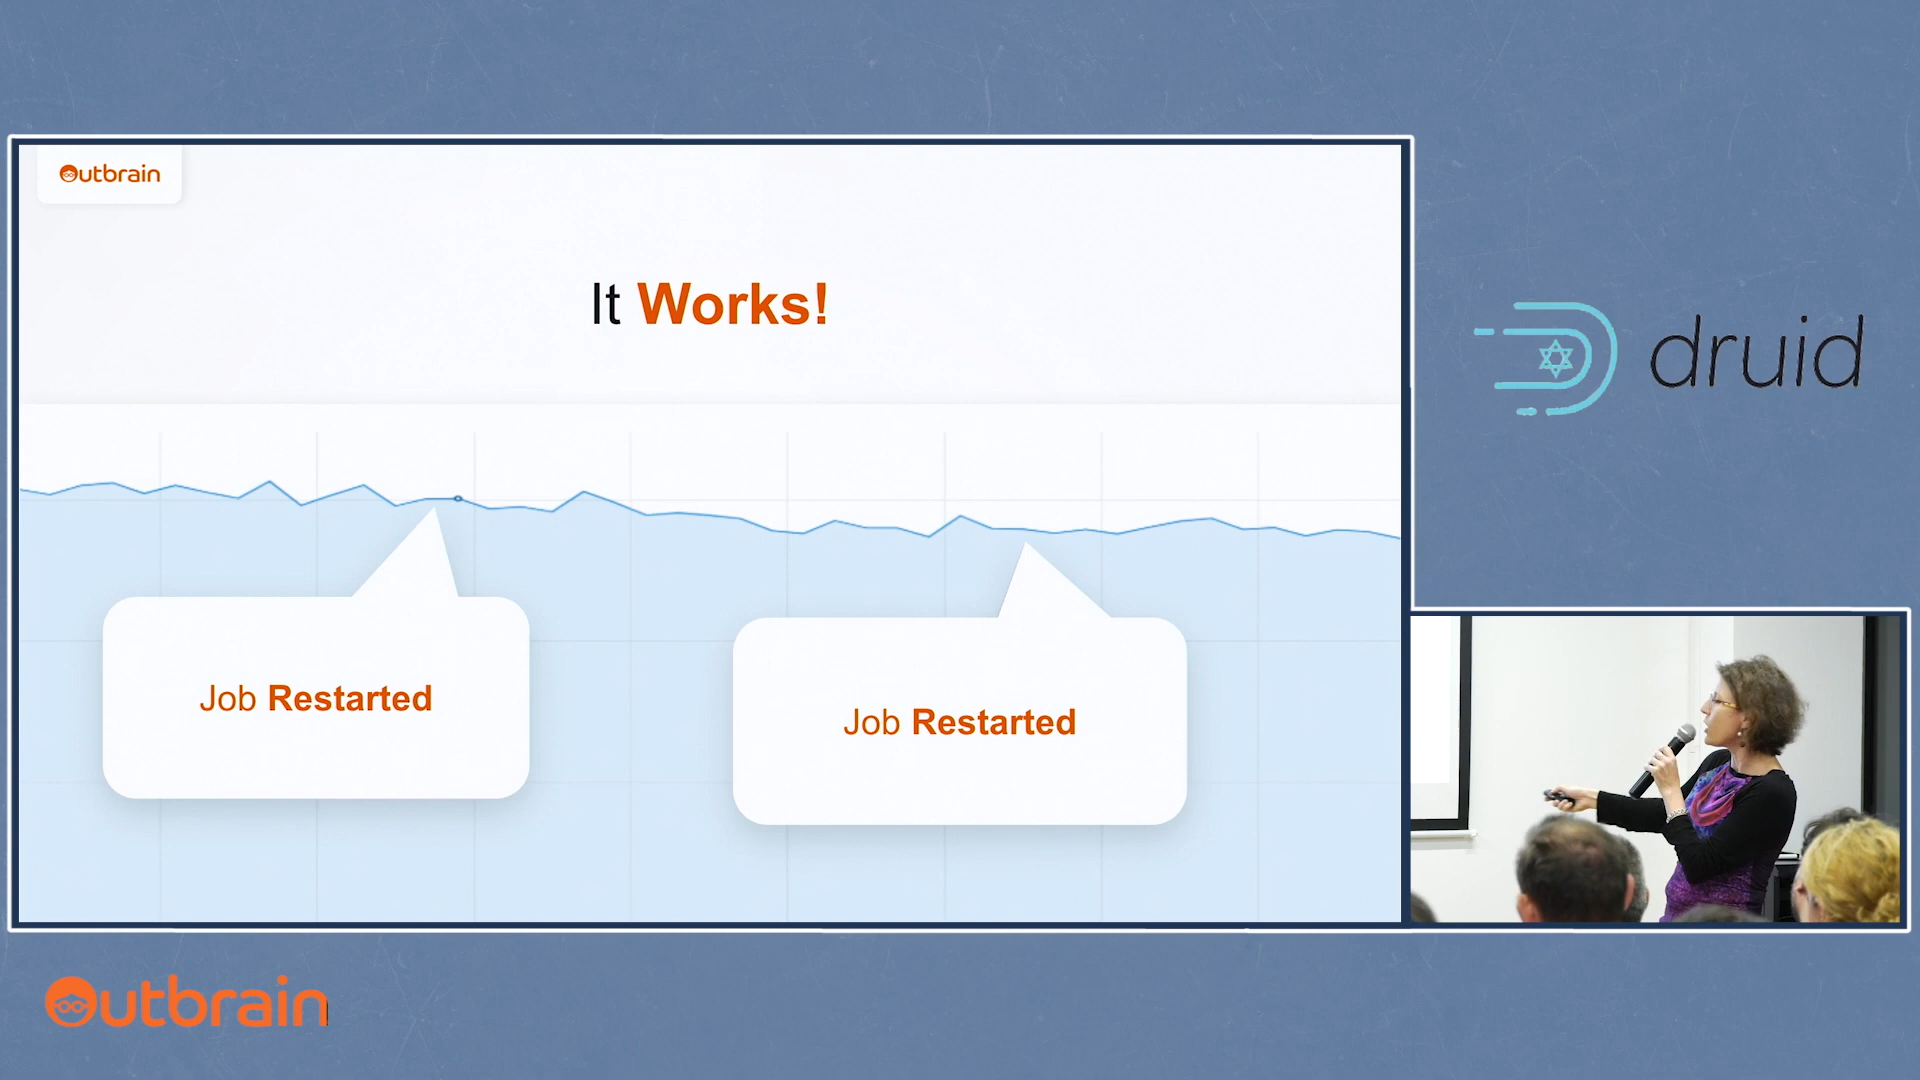 Outbrain
It Works!
Job Restarted
Job Restarted
druid
Outbrain